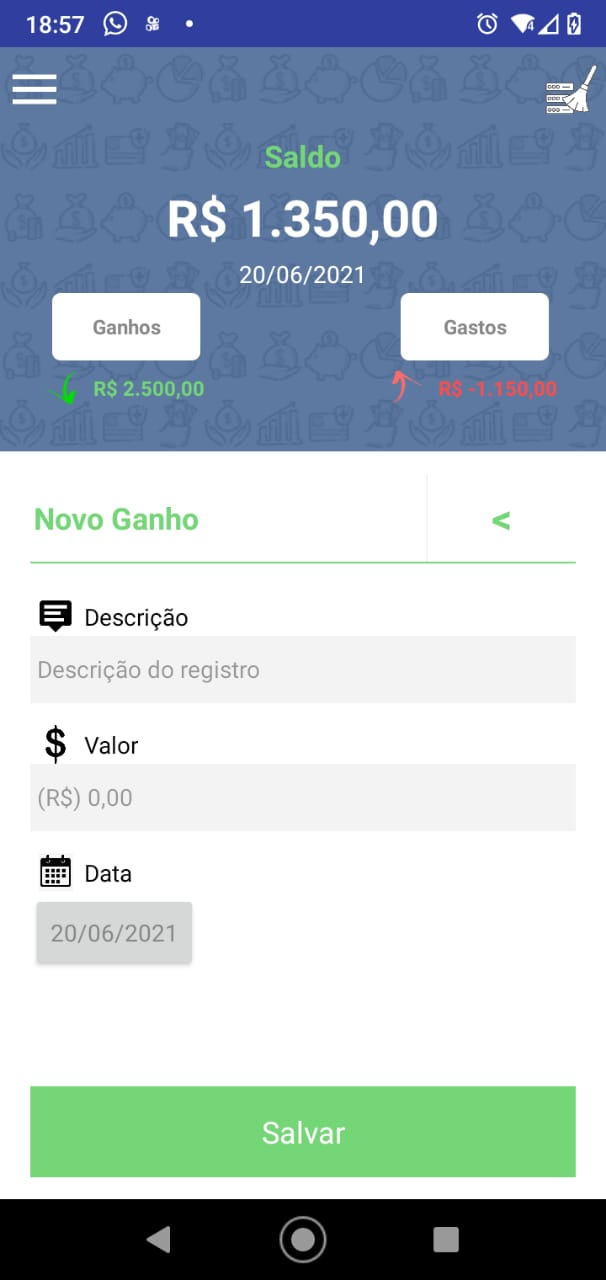 18:57
4
Saldo
R$ 1.350,00
20/06/2021
Ganhos
Gastos
R$ 2.500,00
R$ -1.150,00
Novo Ganho
<
Descrição
Descrição do registro
$ Valor
(R$) 0,00
Data
20/06/2021
Salvar